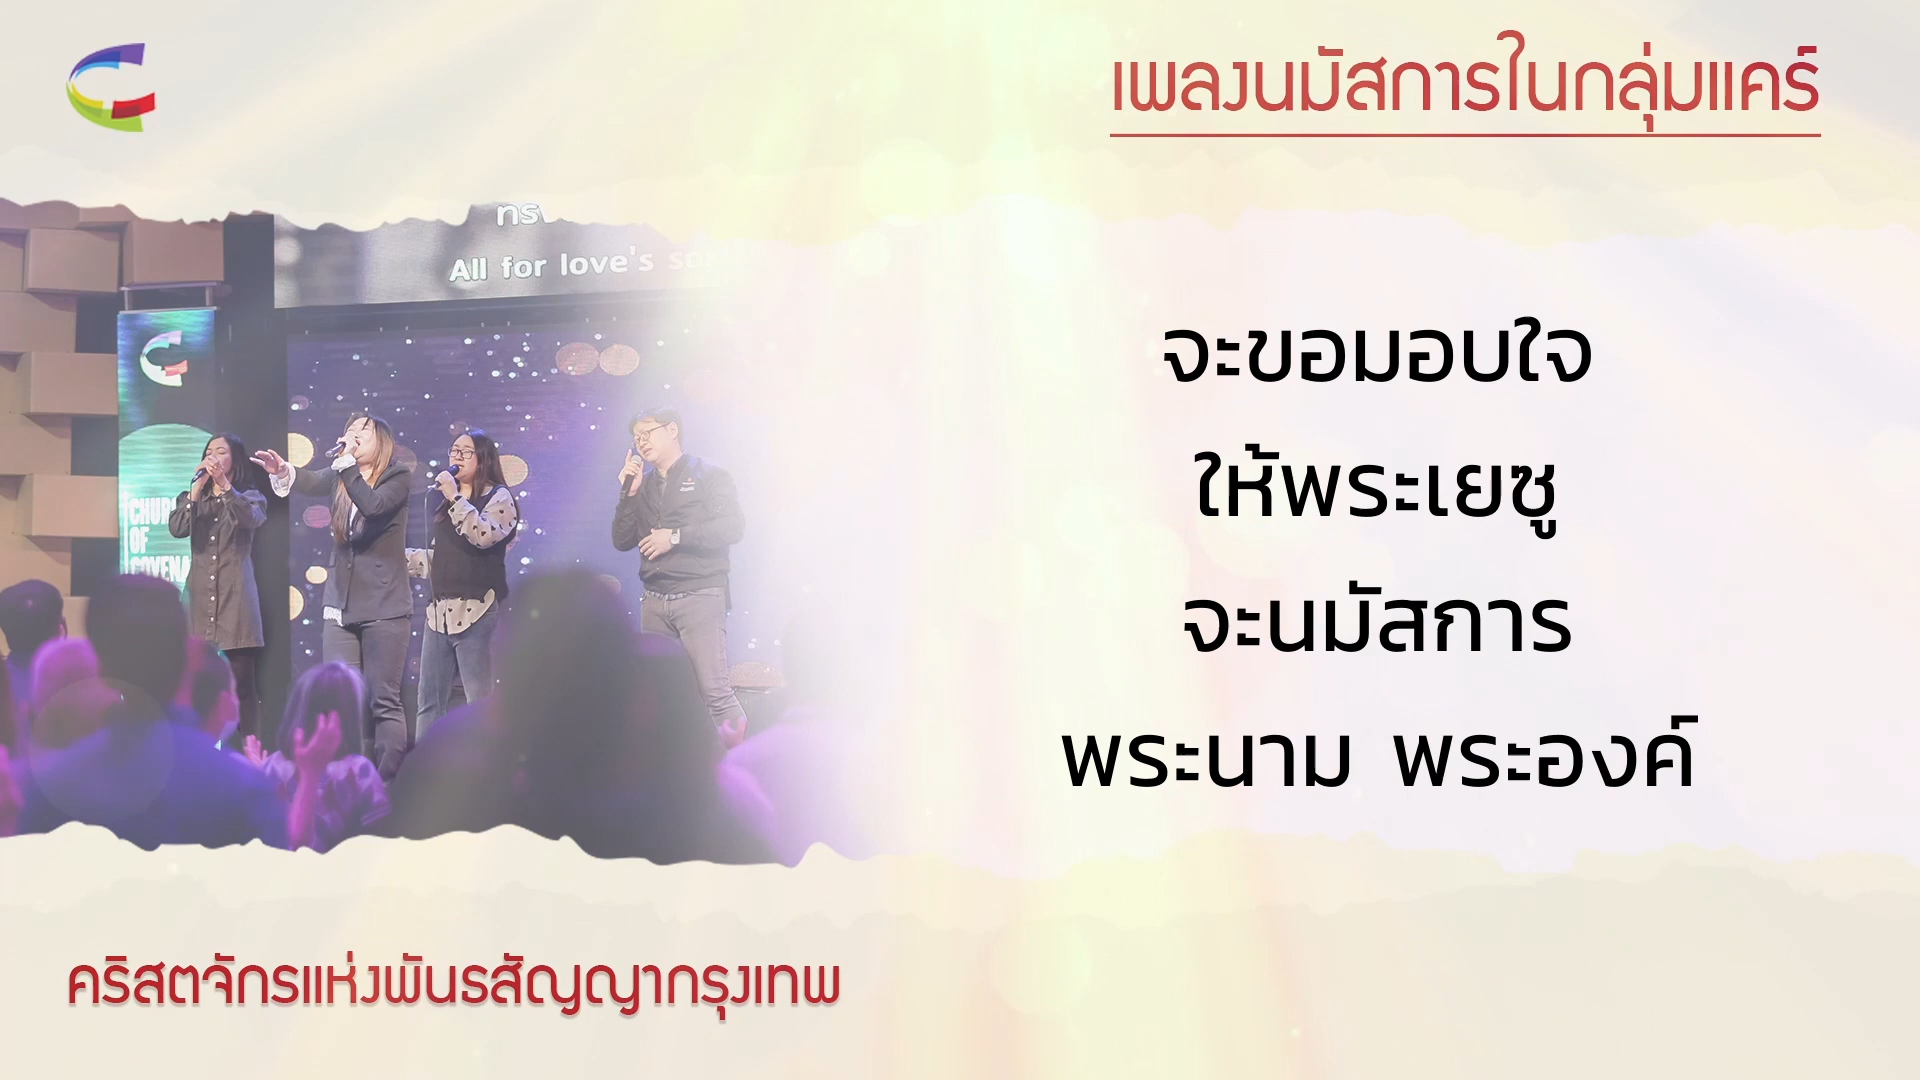 เพลงนมัสการในกลุ่มแคร์
All for love's
CHURCH
OF
จะขอมอบใจ
ให้พระเยซู
จะนมัสการ
พระนาม พระองค์
คริสตจักรแห่งพันธสัญญากรุงเทพ